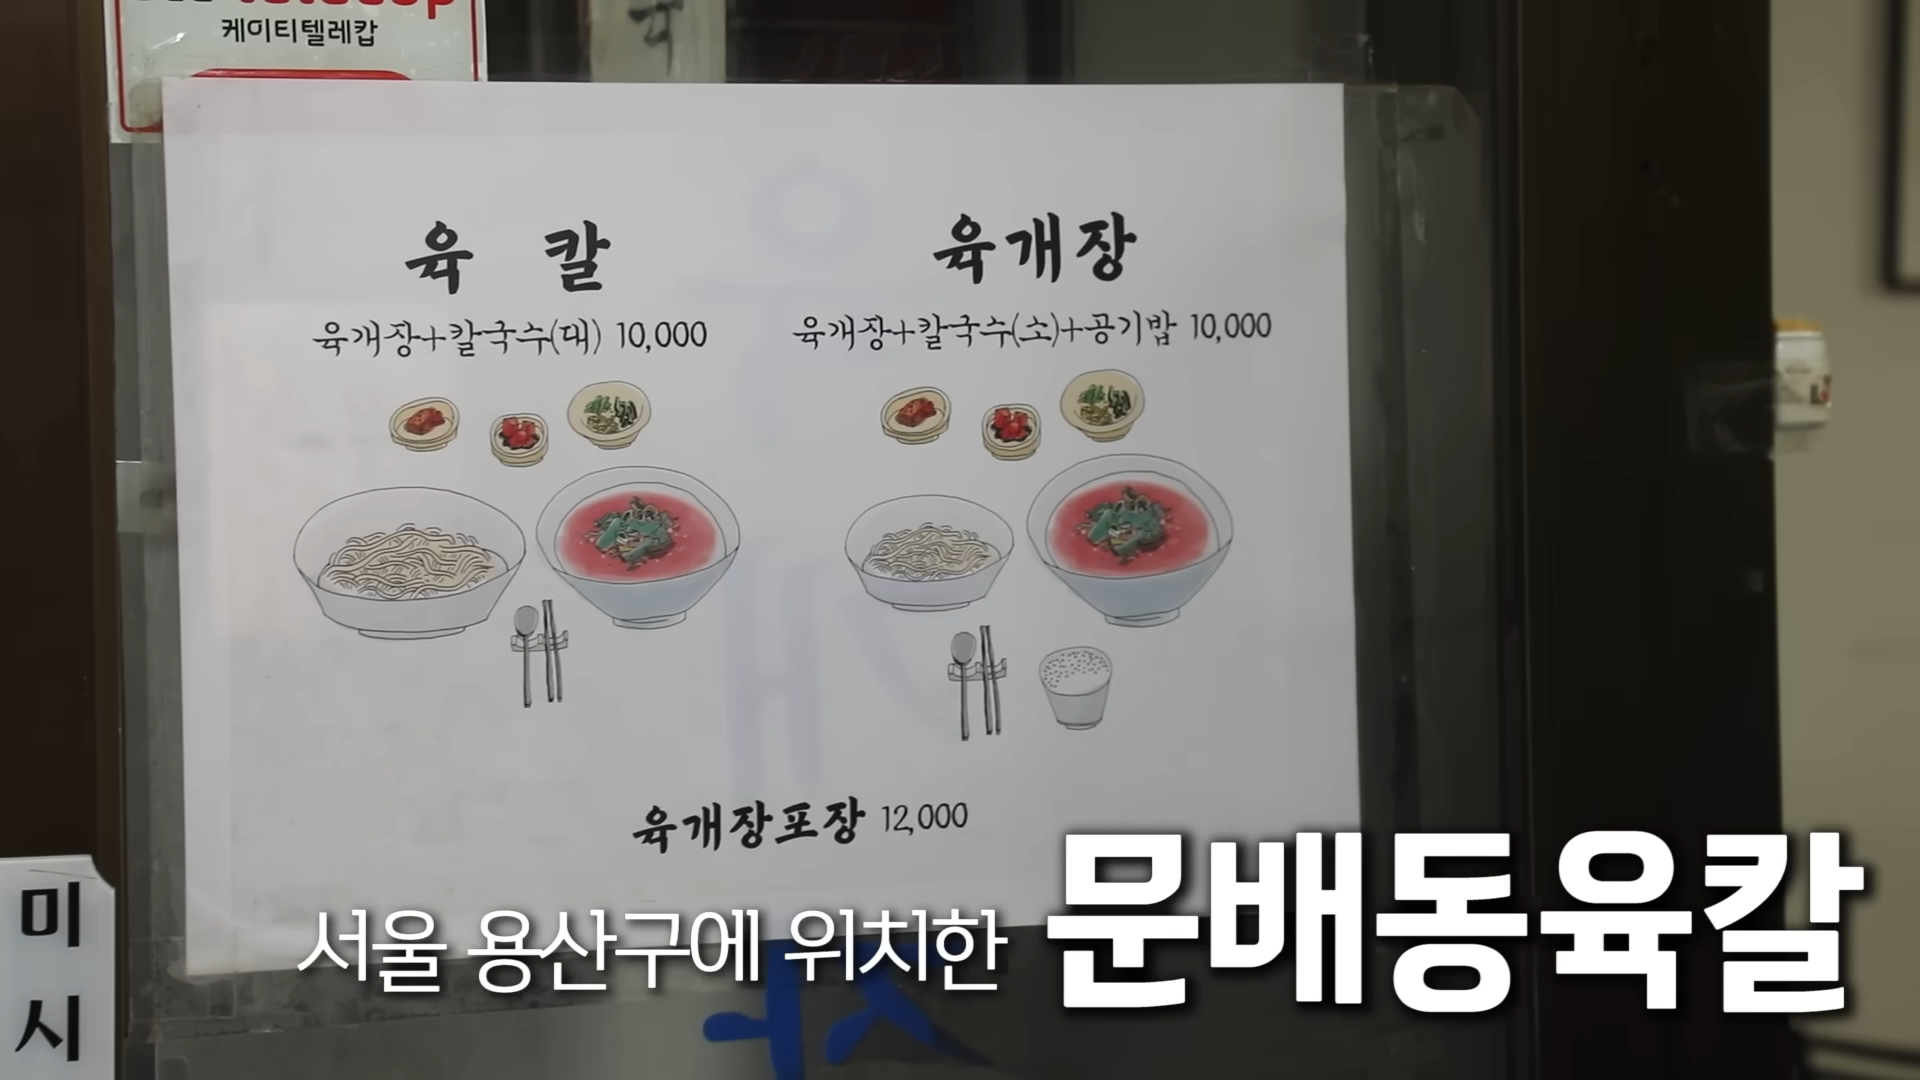 케이티텔레캅
육 칼
육개장+칼국수(대) 10,000
육개장
육개장+칼국수(소)+공기밥 10,000
육개장포장 12,000
미시
서울 용산구에 위치한 문배동육칼